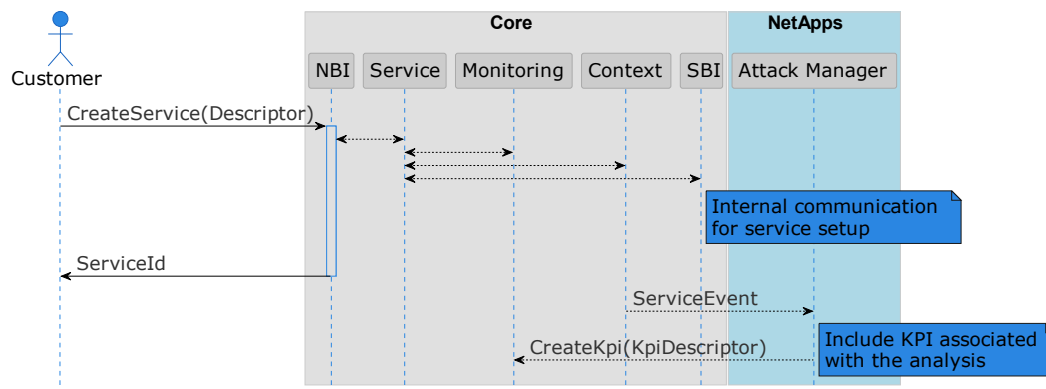 Core
NetApps
Customer
NBI
Service
Monitoring
Context
SBI
Attack Manager
CreateService(Descriptor)
Internal communication
for service setup
ServiceId
ServiceEvent
Include KPI associated
with the analysis
CreateKpi(KpiDescriptor)